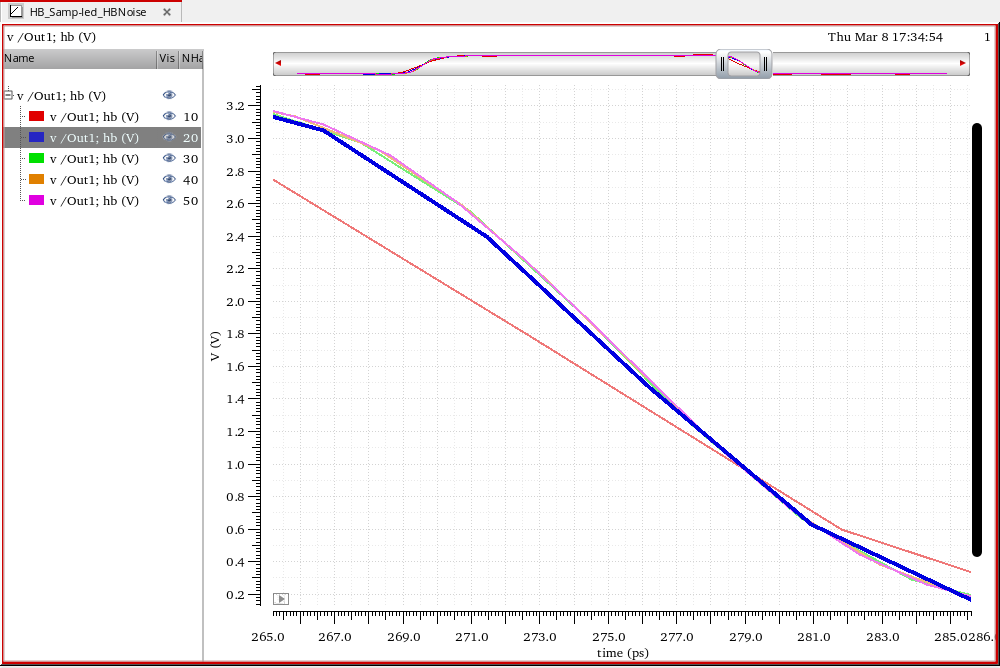 HB_Samp-led_HBNoise
v /Out1; hb (V)
Thu Mar 8 17:34:54 1
Name Vis NHa
v /Out1; hb (V)
v /Out1; hb (V) 10
v /Out1; hb (V) 20
v /Out1; hb (V) 30
v /Out1; hb (V) 40
v /Out1; hb (V) 50
3.2
3.0
2.8
2.6
2.4
2.2
2.0
1.8
1.6
1.4
1.2
1.0
0.8
0.6
0.4
0.2
V (V)
265.0 267.0 269.0 271.0 273.0 275.0 277.0 279.0 281.0 283.0 285.0 286.
time (ps)